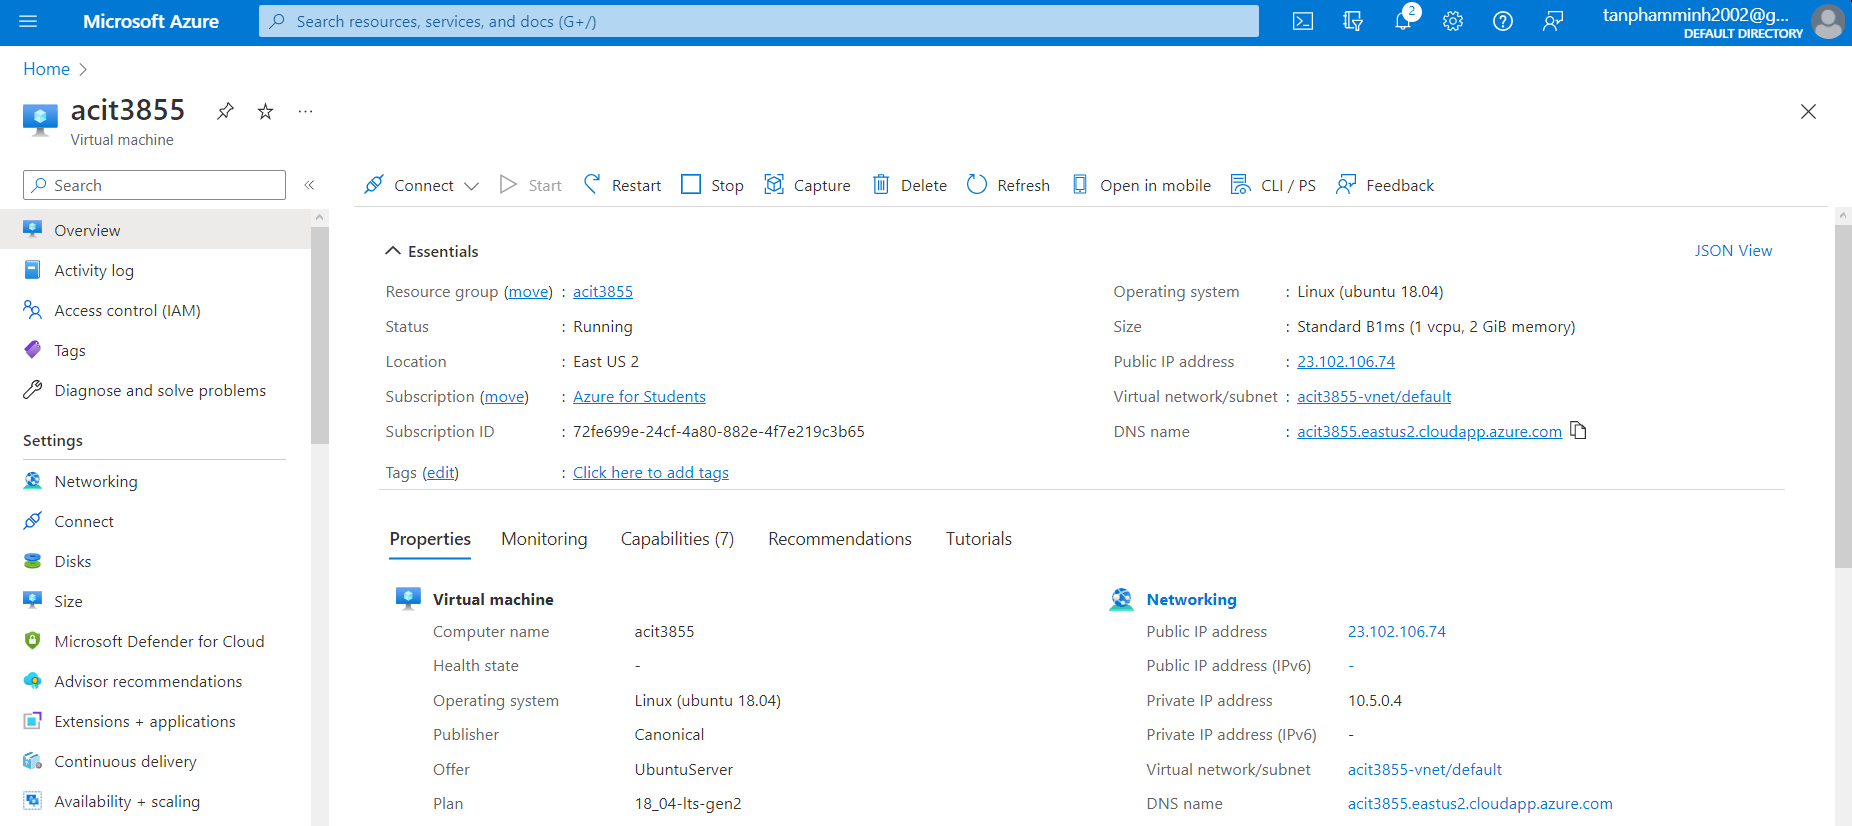 Microsoft Azure
Search resources, services, and docs (G+/)
2
tanphamminh2002@g...
DEFAULT DIRECTORY
Home
acit3855
Virtual machine
Search
Connect
Start
Restart
Stop
Capture
Delete
Refresh
Open in mobile
CLI / PS
Feedback
Overview
Activity log
Access control (IAM)
Tags
Diagnose and solve problems
Settings
Networking
Connect
Disks
Size
Microsoft Defender for Cloud
Advisor recommendations
Extensions + applications
Continuous delivery
Availability + scaling
Essentials
JSON View
Resource group (move) : acit3855
Status : Running
Location : East US 2
Subscription (move) : Azure for Students
Subscription ID : 72fe699e-24cf-4a80-882e-4f7e219c3b65
Tags (edit) : Click here to add tags
Operating system : Linux (ubuntu 18.04)
Size : Standard B1ms (1 vcpu, 2 GiB memory)
Public IP address : 23.102.106.74
Virtual network/subnet : acit3855-vnet/default
DNS name : acit3855.eastus2.cloudapp.azure.com
Properties
Monitoring
Capabilities (7)
Recommendations
Tutorials
Virtual machine
Computer name acit3855
Health state -
Operating system Linux (ubuntu 18.04)
Publisher Canonical
Offer UbuntuServer
Plan 18_04-lts-gen2
Networking
Public IP address 23.102.106.74
Public IP address (IPv6) -
Private IP address 10.5.0.4
Private IP address (IPv6) -
Virtual network/subnet acit3855-vnet/default
DNS name acit3855.eastus2.cloudapp.azure.com